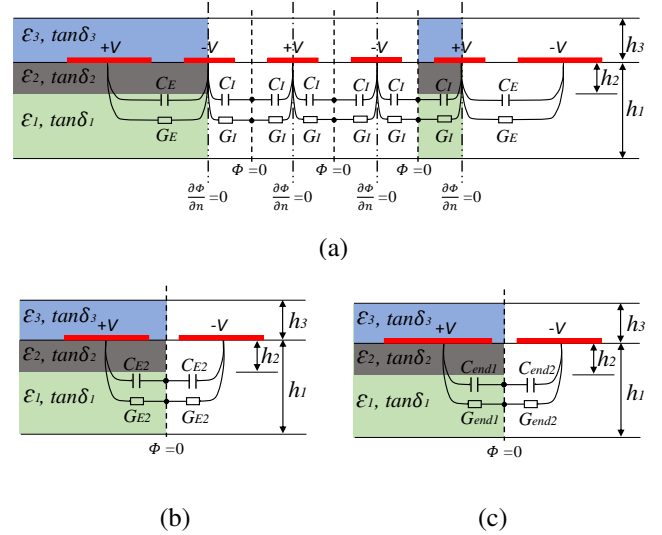 ε3, tanδ3
+V -V +V -V +V -V
h3
ε2, tanδ2
CE CI CI CI CI CI CI CE
h2
ε1, tanδ1
GE GI GI GI GI GI GI GE
h1
Φ=0 Φ=0 Φ=0
∂Φ/∂n=0 ∂Φ/∂n=0 ∂Φ/∂n=0 ∂Φ/∂n=0
(a)
ε3, tanδ3
+V -V
h3
ε2, tanδ2
CE2 CE2
h2
ε1, tanδ1
GE2 GE2
h1
Φ=0
(b)
ε3, tanδ3
+V -V
h3
ε2, tanδ2
Cend1 Cend2
h2
ε1, tanδ1
Gend1 Gend2
h1
Φ=0
(c)